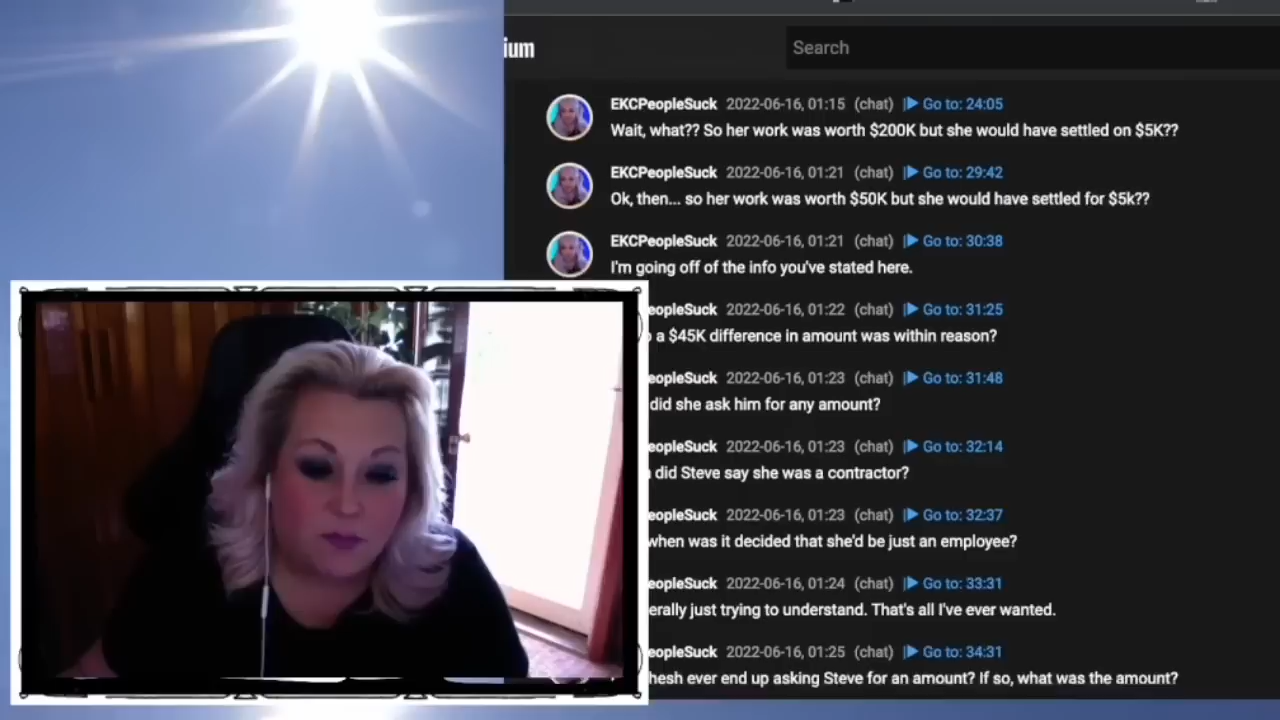 ium
Search
EKCPeopleSuck 2022-06-16, 01:15 (chat) Go to: 24:05
Wait, what?? So her work was worth $200K but she would have settled on $5K??
EKCPeopleSuck 2022-06-16, 01:21 (chat) Go to: 29:42
Ok, then... so her work was worth $50K but she would have settled for $5k??
EKCPeopleSuck 2022-06-16, 01:21 (chat) Go to: 30:38
I'm going off of the info you've stated here.
eopleSuck 2022-06-16, 01:22 (chat) Go to: 31:25
a $45K difference in amount was within reason?
eopleSuck 2022-06-16, 01:23 (chat) Go to: 31:48
did she ask him for any amount?
eopleSuck 2022-06-16, 01:23 (chat) Go to: 32:14
did Steve say she was a contractor?
eopleSuck 2022-06-16, 01:23 (chat) Go to: 32:37
when was it decided that she'd be just an employee?
eopleSuck 2022-06-16, 01:24 (chat) Go to: 33:31
erally just trying to understand. That's all I've ever wanted.
eopleSuck 2022-06-16, 01:25 (chat) Go to: 34:31
hesh ever end up asking Steve for an amount? If so, what was the amount?